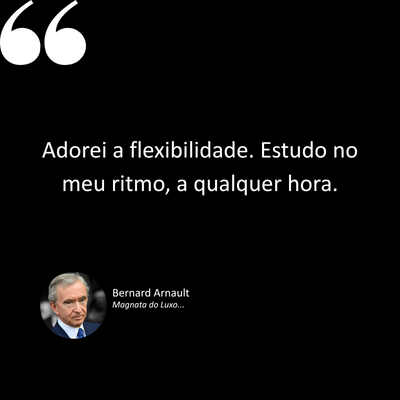 Adorei a flexibilidade. Estudo no
meu ritmo, a qualquer hora.
Bernard Arnault
Magnata do Luxo...